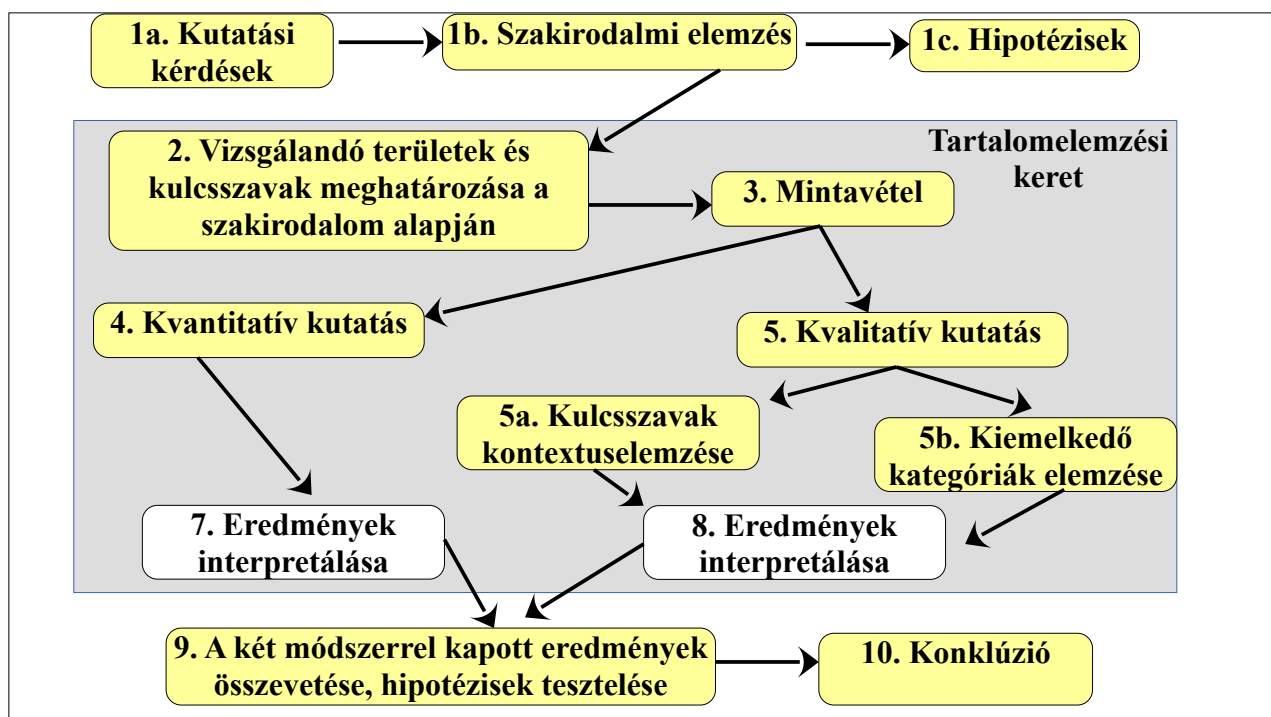 1a. Kutatási
kérdések
1b. Szakirodalmi elemzés
1c. Hipotézisek
Tartalomelemzési
keret
2. Vizsgálandó területek és
kulcsszavak meghatározása a
szakirodalom alapján
3. Mintavétel
4. Kvantitatív kutatás
5. Kvalitatív kutatás
5a. Kulcsszavak
kontextuselemzése
5b. Kiemelkedő
kategóriák elemzése
7. Eredmények
interpretálása
8. Eredmények
interpretálása
9. A két módszerrel kapott eredmények
összevetése, hipotézisek tesztelése
10. Konklúzió